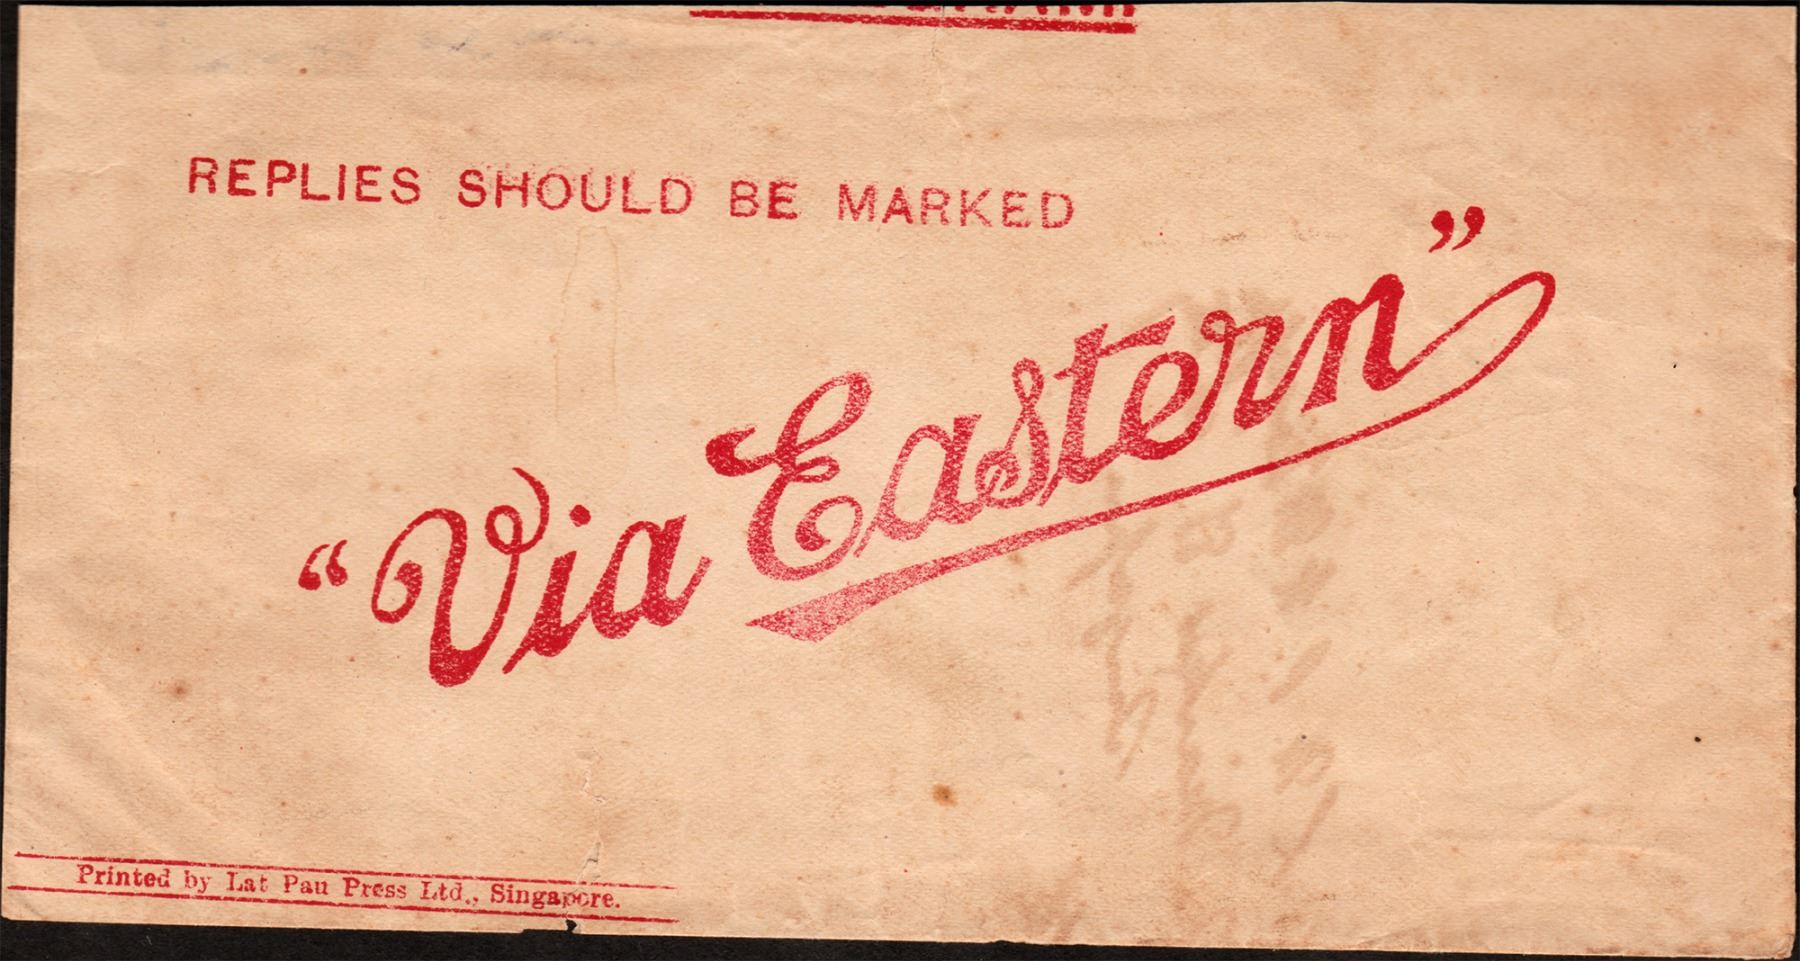 REPLIES SHOULD BE MARKED
“Via Eastern”
Printed by Lat Pau Press Ltd., Singapore.